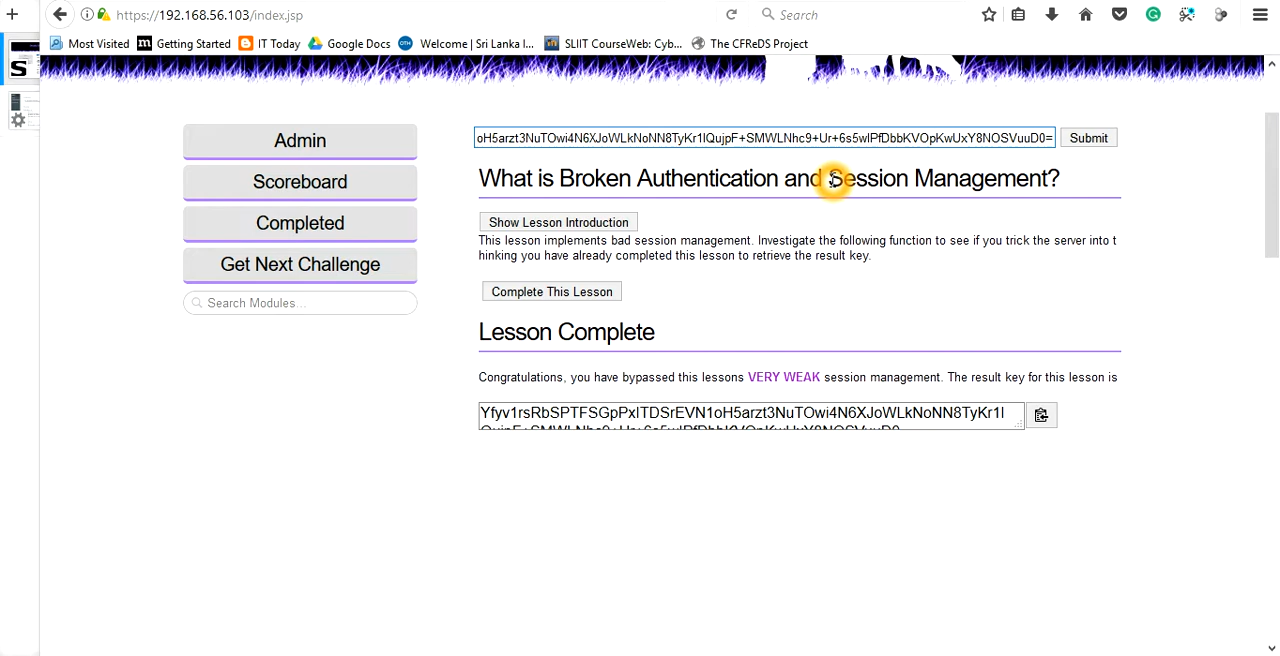 https://192.168.56.103/index.jsp
Search
Most Visited
Getting Started
IT Today
Google Docs
Welcome | Sri Lanka I...
SLIIT CourseWeb: Cyb...
The CFReDS Project
Admin
Scoreboard
Completed
Get Next Challenge
Search Modules...
oH5arzt3NuTOwi4N6XJoWLkNoNN8TyKr1lQujpF+SMWLNhc9+Ur+6s5wlPfDbbKVOpKwUxY8NOSVuuD0=
Submit
What is Broken Authentication and Session Management?
Show Lesson Introduction
This lesson implements bad session management. Investigate the following function to see if you trick the server into t
hinking you have already completed this lesson to retrieve the result key.
Complete This Lesson
Lesson Complete
Congratulations, you have bypassed this lessons VERY WEAK session management. The result key for this lesson is
Yfyv1rsRbSPTFSGpPxITDSrEVN1oH5arzt3NuTOwi4N6XJoWLkNoNN8TyKr1l
QujpF+SMWLNhc9+Ur+6s5wlPfDbbKVOpKwUxY8NOSVuuD0